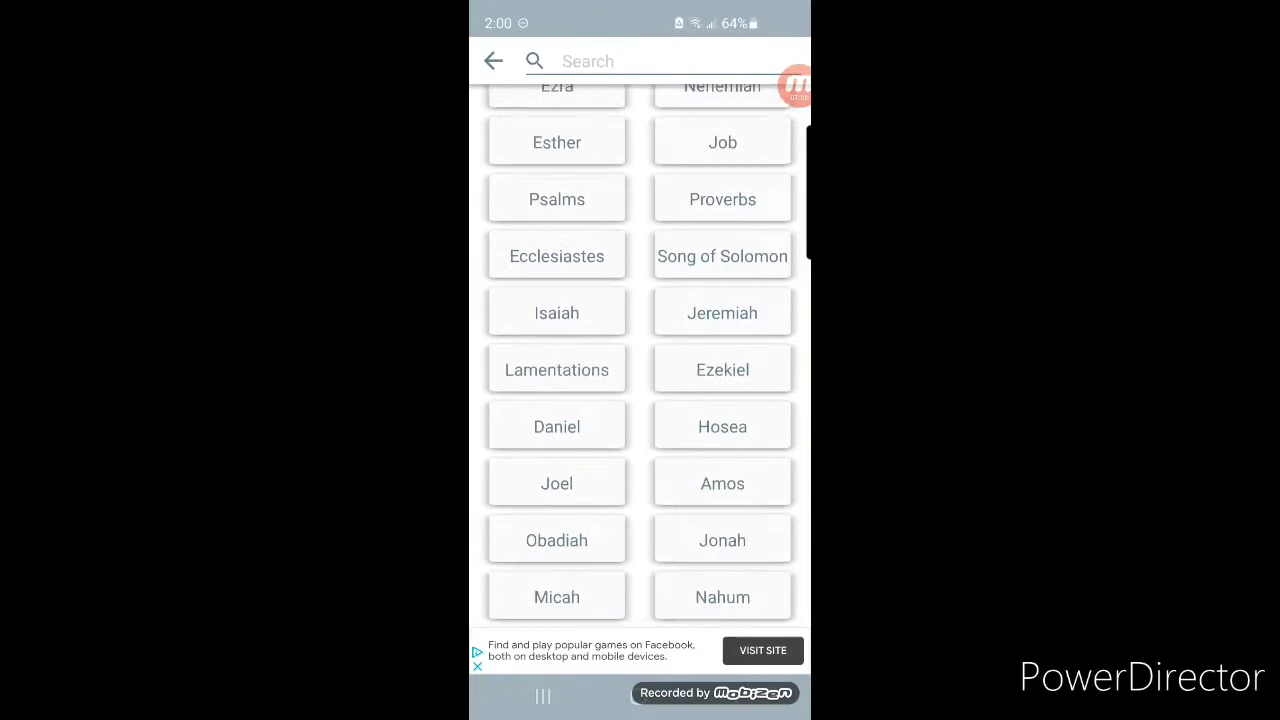 2:00 64%
Search
Ezra Nehemiah
Esther Job
Psalms Proverbs
Ecclesiastes Song of Solomon
Isaiah Jeremiah
Lamentations Ezekiel
Daniel Hosea
Joel Amos
Obadiah Jonah
Micah Nahum
Find and play popular games on Facebook,
both on desktop and mobile devices.
VISIT SITE
Recorded by mobizen
PowerDirector